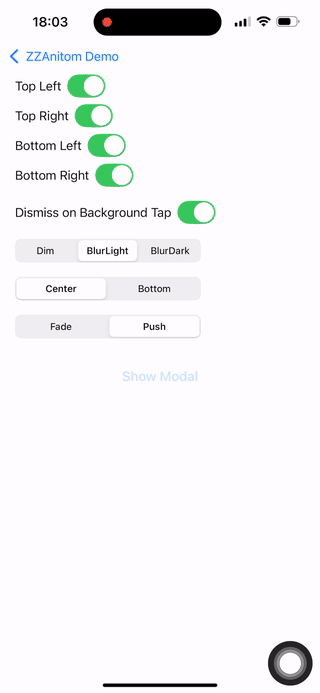 18:03
ZZAnitom Demo
Top Left
Top Right
Bottom Left
Bottom Right
Dismiss on Background Tap
Dim BlurLight BlurDark
Center Bottom
Fade Push
Show Modal